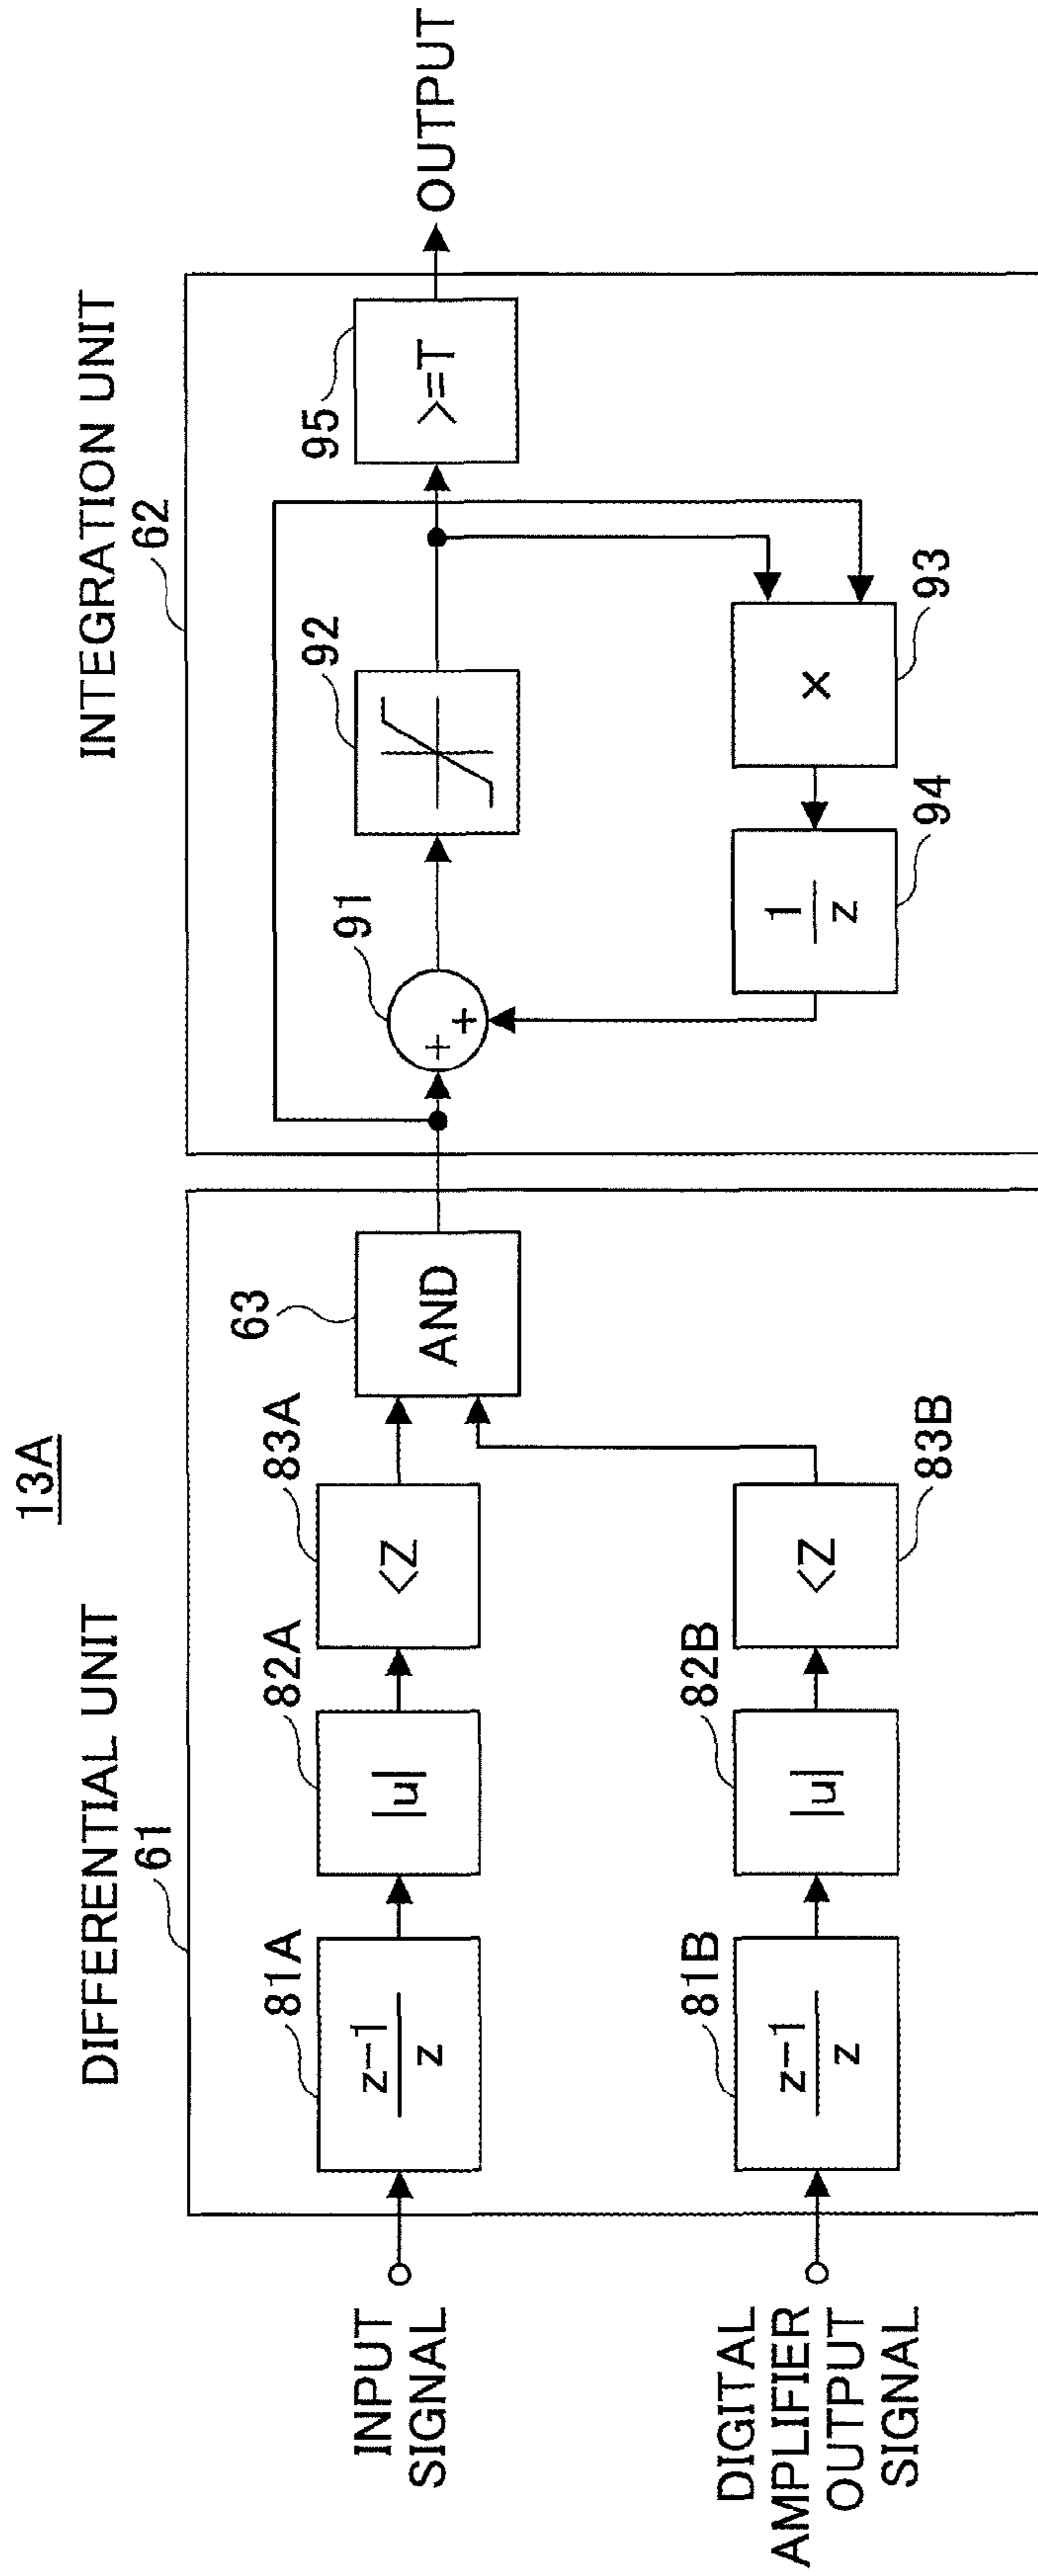 13A
DIFFERENTIAL UNIT
61
INTEGRATION UNIT
62
INPUT
SIGNAL
81A
z-1
z
82A
|u|
83A
<Z
63
AND
DIGITAL
AMPLIFIER
OUTPUT
SIGNAL
81B
z-1
z
82B
|u|
83B
<Z
91
+
+
92
95
>=T
OUTPUT
94
1
z
93
x